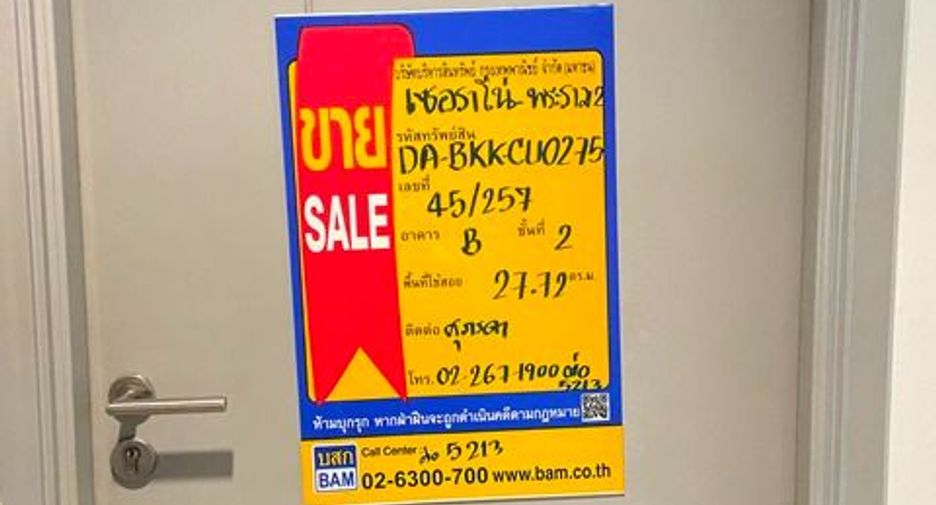 บริษัทบริหารสินทรัพย์ กรุงเทพพาณิชย์ จำกัด (มหาชน)
ขาย
SALE
เซอราโน่ พระราม 2
รหัสทรัพย์สิน
DA-BKK-CU0275
เลขที่ 45/257
อาคาร B ชั้นที่ 2
พื้นที่ใช้สอย 27.72 ตร.ม.
ติดต่อ ศุภรดา
โทร. 02-267-1900 ต่อ 5213
ห้ามบุกรุก หากฝ่าฝืนจะถูกดำเนินคดีตามกฎหมาย
บสก
BAM
Call Center ต่อ 5213
02-6300-700 www.bam.co.th